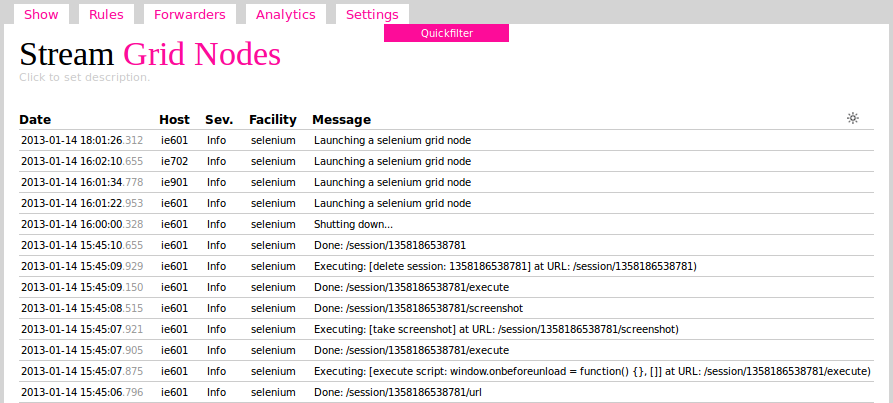 Show Rules Forwarders Analytics Settings
Quickfilter
Stream Grid Nodes
Click to set description.
Date Host Sev. Facility Message
2013-01-14 18:01:26.312 ie601 Info selenium Launching a selenium grid node
2013-01-14 16:02:10.655 ie702 Info selenium Launching a selenium grid node
2013-01-14 16:01:34.778 ie901 Info selenium Launching a selenium grid node
2013-01-14 16:01:22.953 ie601 Info selenium Launching a selenium grid node
2013-01-14 16:00:00.328 ie601 Info selenium Shutting down...
2013-01-14 15:45:10.655 ie601 Info selenium Done: /session/1358186538781
2013-01-14 15:45:09.929 ie601 Info selenium Executing: [delete session: 1358186538781] at URL: /session/1358186538781)
2013-01-14 15:45:09.150 ie601 Info selenium Done: /session/1358186538781/execute
2013-01-14 15:45:08.515 ie601 Info selenium Done: /session/1358186538781/screenshot
2013-01-14 15:45:07.921 ie601 Info selenium Executing: [take screenshot] at URL: /session/1358186538781/screenshot)
2013-01-14 15:45:07.905 ie601 Info selenium Done: /session/1358186538781/execute
2013-01-14 15:45:07.875 ie601 Info selenium Executing: [execute script: window.onbeforeunload = function() {}, []] at URL: /session/1358186538781/execute)
2013-01-14 15:45:06.796 ie601 Info selenium Done: /session/1358186538781/url